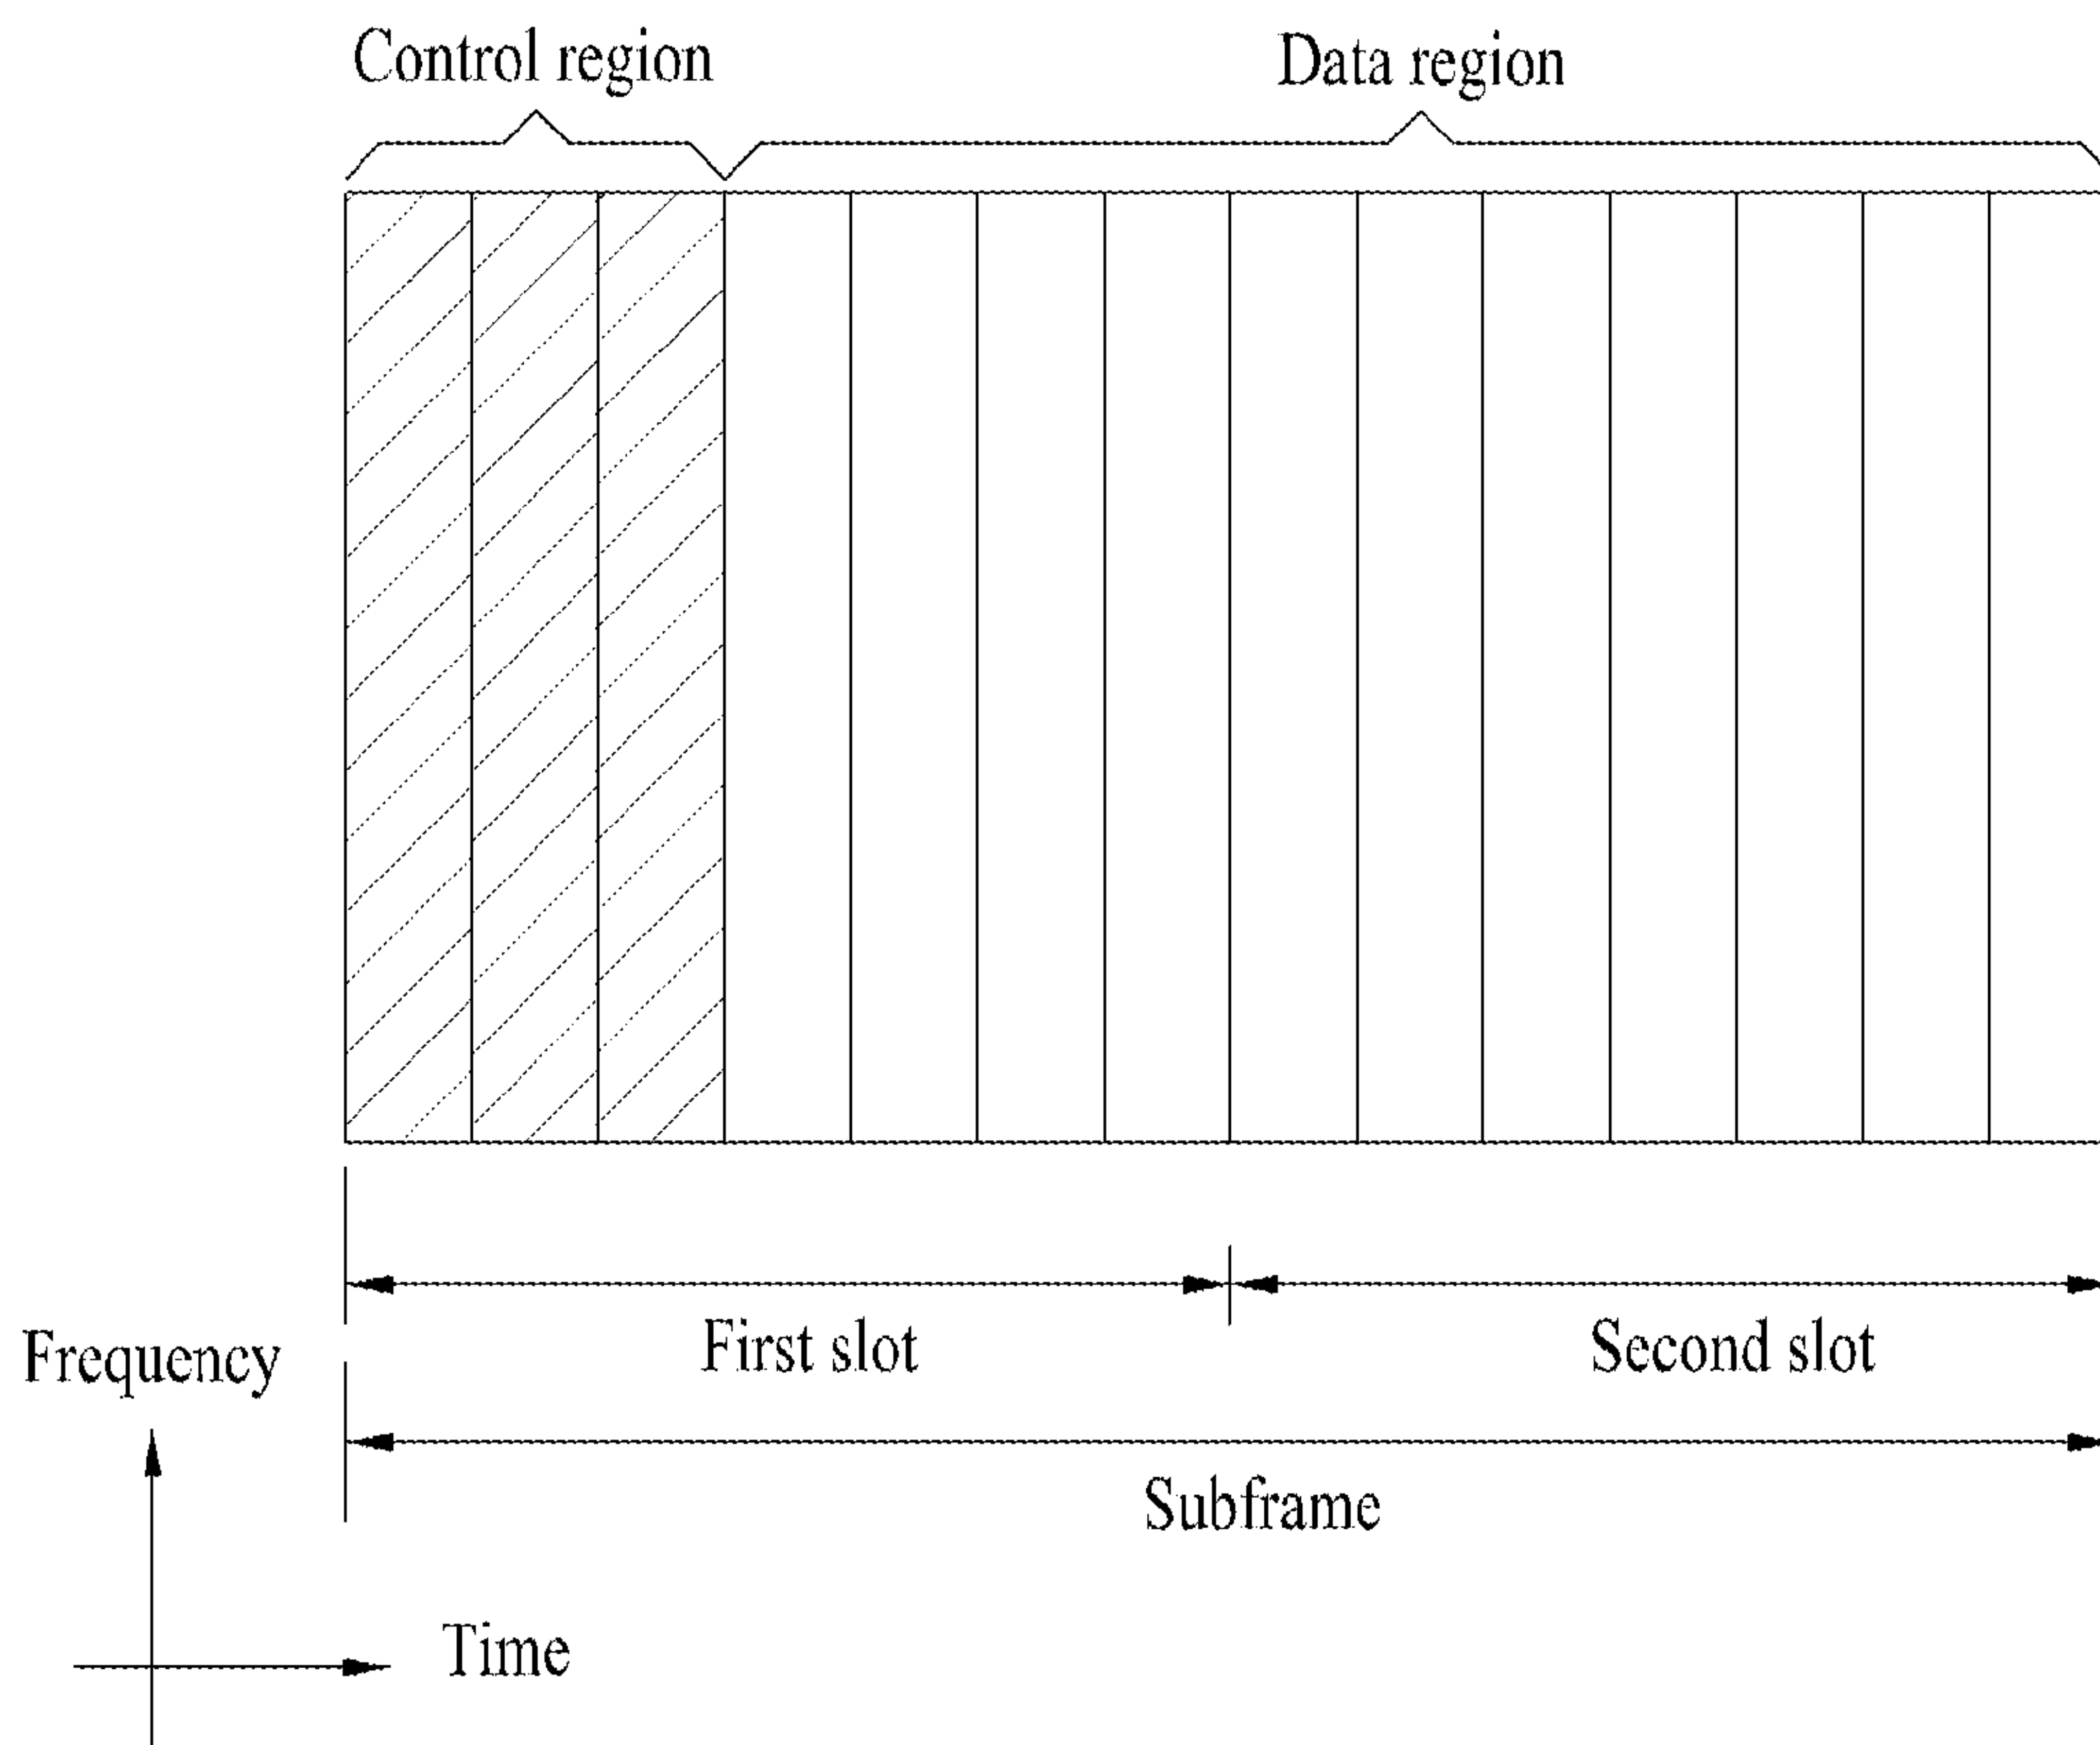 Control region
Data region
First slot
Second slot
Frequency
Subframe
Time